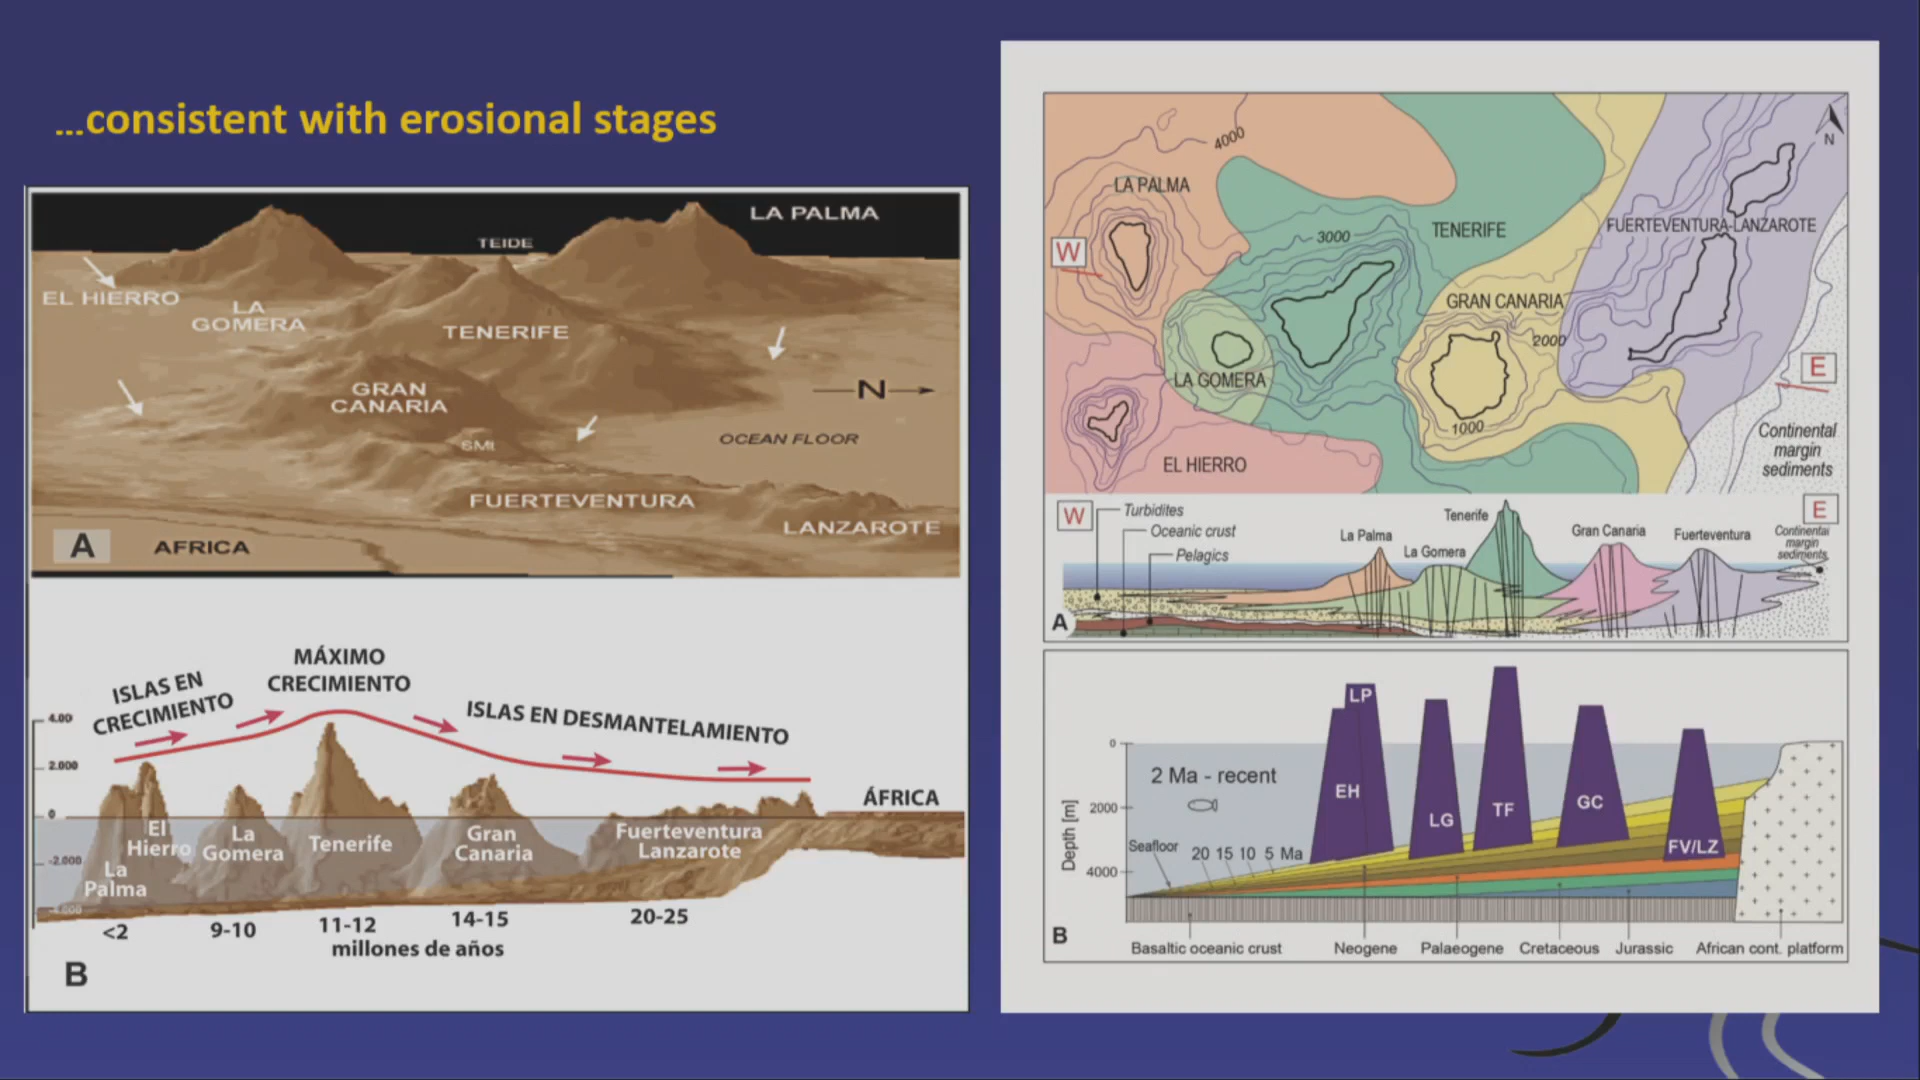 ...consistent with erosional stages
LA PALMA
TEIDE
EL HIERRO
LA
GOMERA
TENERIFE
GRAN
CANARIA
N
SMt
OCEAN FLOOR
FUERTEVENTURA
LANZAROTE
A
AFRICA
ISLAS EN
CRECIMIENTO
MÁXIMO
CRECIMIENTO
ISLAS EN DESMANTELAMIENTO
2.000
0
-2.000
ÁFRICA
El
Hierro
La
Palma
La
Gomera
Tenerife
Gran
Canaria
Fuerteventura
Lanzarote
<2
9-10
11-12
14-15
20-25
millones de años
B
4000
N
LA PALMA
W
3000
TENERIFE
FUERTEVENTURA-LANZAROTE
GRAN CANARIA
2000
LA GOMERA
E
1000
Continental
margin
sediments
EL HIERRO
W
Turbidites
Oceanic crust
Pelagics
La Palma
La Gomera
Tenerife
Gran Canaria
Fuerteventura
E
Continental
margin
sediments
A
LP
EH
LG
TF
GC
FV/LZ
0
2000
4000
Depth [m]
2 Ma - recent
Seafloor
20 15 10 5 Ma
B
Basaltic oceanic crust
Neogene
Palaeogene
Cretaceous
Jurassic
African cont. platform